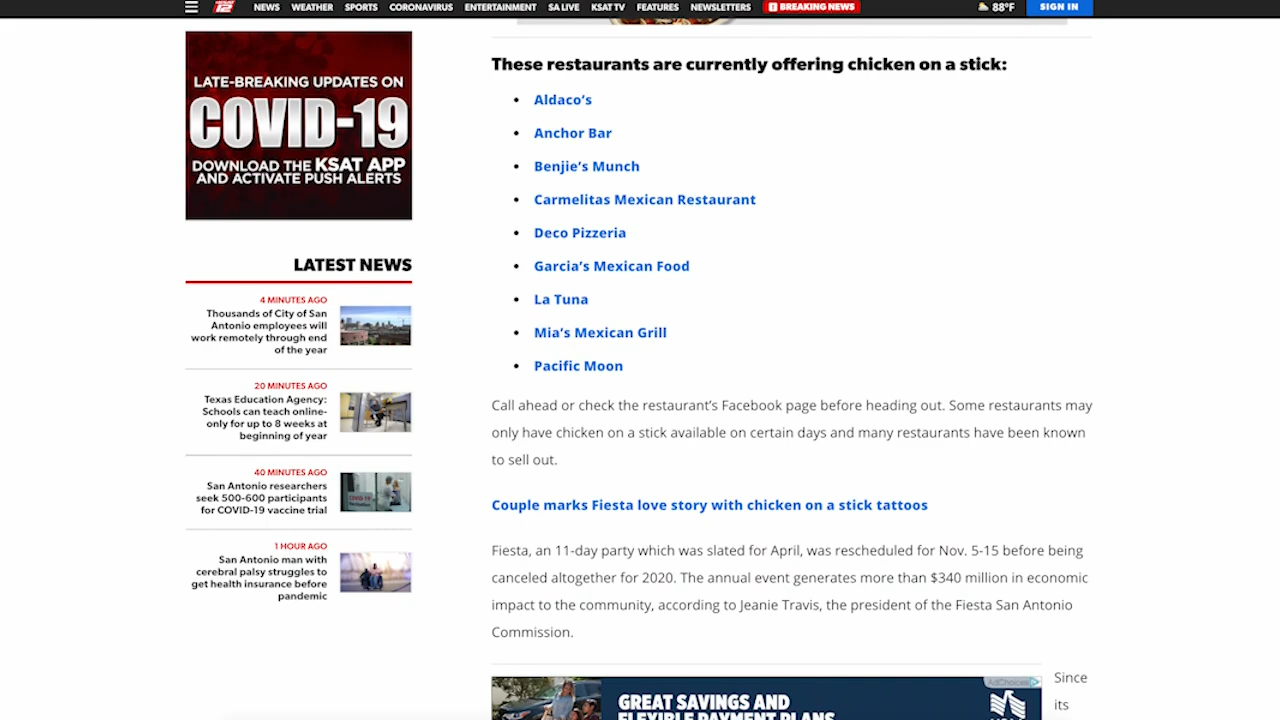 NEWS WEATHER SPORTS CORONAVIRUS ENTERTAINMENT SA LIVE KSAT TV FEATURES NEWSLETTERS BREAKING NEWS 88°F SIGN IN
LATE-BREAKING UPDATES ON
COVID-19
DOWNLOAD THE KSAT APP
AND ACTIVATE PUSH ALERTS
LATEST NEWS
4 MINUTES AGO
Thousands of City of San
Antonio employees will
work remotely through end
of the year
20 MINUTES AGO
Texas Education Agency:
Schools can teach online-
only for up to 8 weeks at
beginning of year
40 MINUTES AGO
San Antonio researchers
seek 500-600 participants
for COVID-19 vaccine trial
1 HOUR AGO
San Antonio man with
cerebral palsy struggles to
get health insurance before
pandemic
These restaurants are currently offering chicken on a stick:
• Aldaco’s
• Anchor Bar
• Benjie’s Munch
• Carmelitas Mexican Restaurant
• Deco Pizzeria
• Garcia’s Mexican Food
• La Tuna
• Mia’s Mexican Grill
• Pacific Moon
Call ahead or check the restaurant’s Facebook page before heading out. Some restaurants may
only have chicken on a stick available on certain days and many restaurants have been known
to sell out.
Couple marks Fiesta love story with chicken on a stick tattoos
Fiesta, an 11-day party which was slated for April, was rescheduled for Nov. 5-15 before being
canceled altogether for 2020. The annual event generates more than $340 million in economic
impact to the community, according to Jeanie Travis, the president of the Fiesta San Antonio
Commission.
AdChoices
GREAT SAVINGS AND
FLEXIBLE PAYMENT PLANS
Since
its